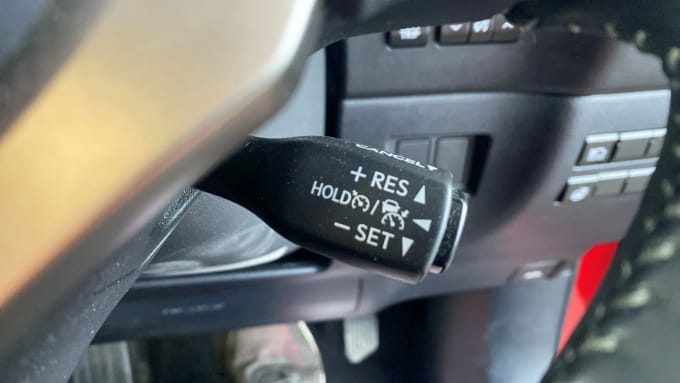 CANCEL
+ RES ▲
HOLD / ◀
− SET ▼